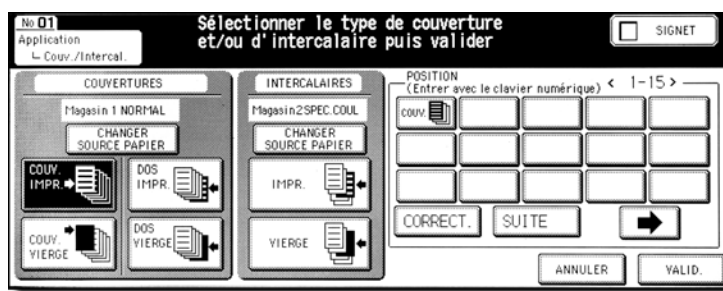 No 01
Application
Couv./Intercal.
Sélectionner le type de couverture
et/ou d'intercalaire puis valider
SIGNET
COUVERTURES
Magasin 1 NORMAL
CHANGER
SOURCE PAPIER
COUV.
IMPR.
DOS
IMPR.
COUV.
VIERGE
DOS
VIERGE
INTERCALAIRES
Magasin2SPEC.COUL
CHANGER
SOURCE PAPIER
IMPR.
VIERGE
POSITION
(Entrer avec le clavier numérique) < 1-15 >
COUV.
CORRECT.
SUITE
ANNULER
VALID.